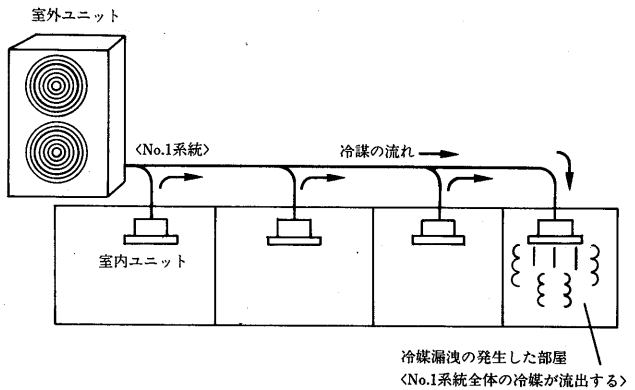 室外ユニット
〈No.1系統〉
冷謀の流れ
室内ユニット
冷媒漏洩の発生した部屋
〈No.1系統全体の冷媒が流出する〉